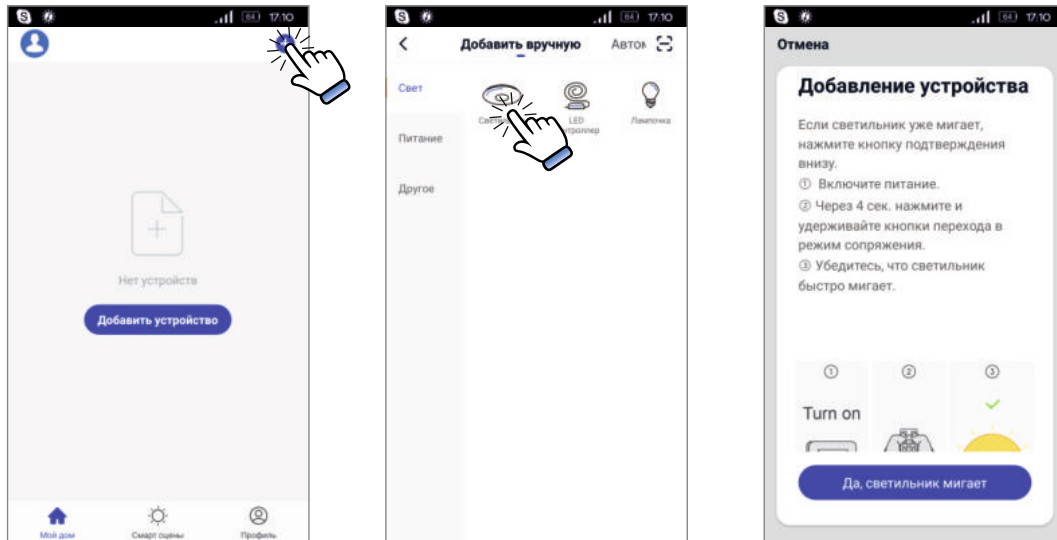 S 64 17:10
Нет устройств
Добавить устройство
Мой дом
Смарт сцены
Профиль
S 64 17:10
Добавить вручную
Свет
LED
Лампочка
Питание
Другое
S 64 17:10
Отмена
Добавление устройства
Если светильник уже мигает,
нажмите кнопку подтверждения
внизу.
① Включите питание.
② Через 4 сек. нажмите и
удерживайте кнопки перехода в
режим сопряжения.
③ Убедитесь, что светильник
быстро мигает.
① ② ③
Turn on
Да, светильник мигает